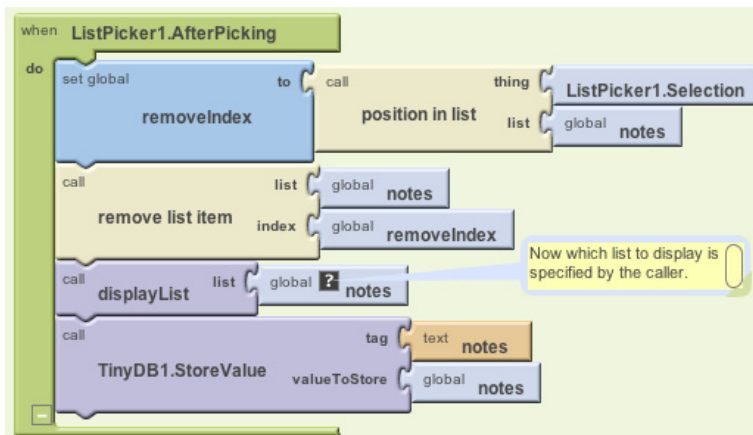 when ListPicker1.AfterPicking
do
set global removeIndex to
call position in list thing ListPicker1.Selection
list global notes
call remove list item list global notes
index global removeIndex
call displayList list global ? notes
Now which list to display is
specified by the caller.
call TinyDB1.StoreValue tag text notes
valueToStore global notes